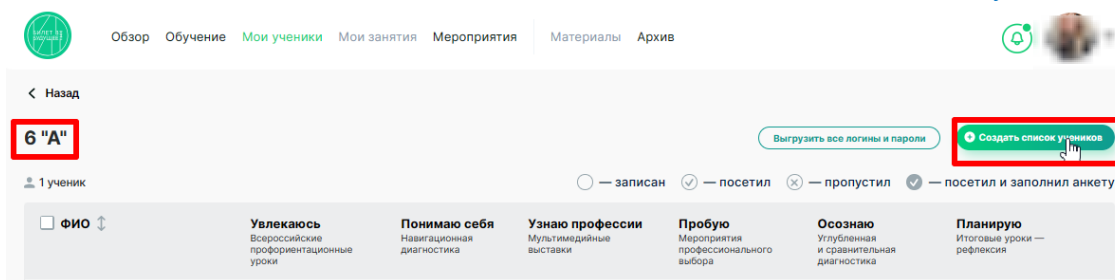 БИЛЕТ В БУДУЩЕЕ
Обзор Обучение Мои ученики Мои занятия Мероприятия Материалы Архив
Назад
6 "А"
Выгрузить все логины и пароли
Создать список учеников
1 ученик
— записан — посетил — пропустил — посетил и заполнил анкету
ФИО
Увлекаюсь
Всероссийские
профориентационные
уроки
Понимаю себя
Навигационная
диагностика
Узнаю профессии
Мультимедийные
выставки
Пробую
Мероприятия
профессионального
выбора
Осознаю
Углубленная
и сравнительная
диагностика
Планирую
Итоговые уроки —
рефлексия